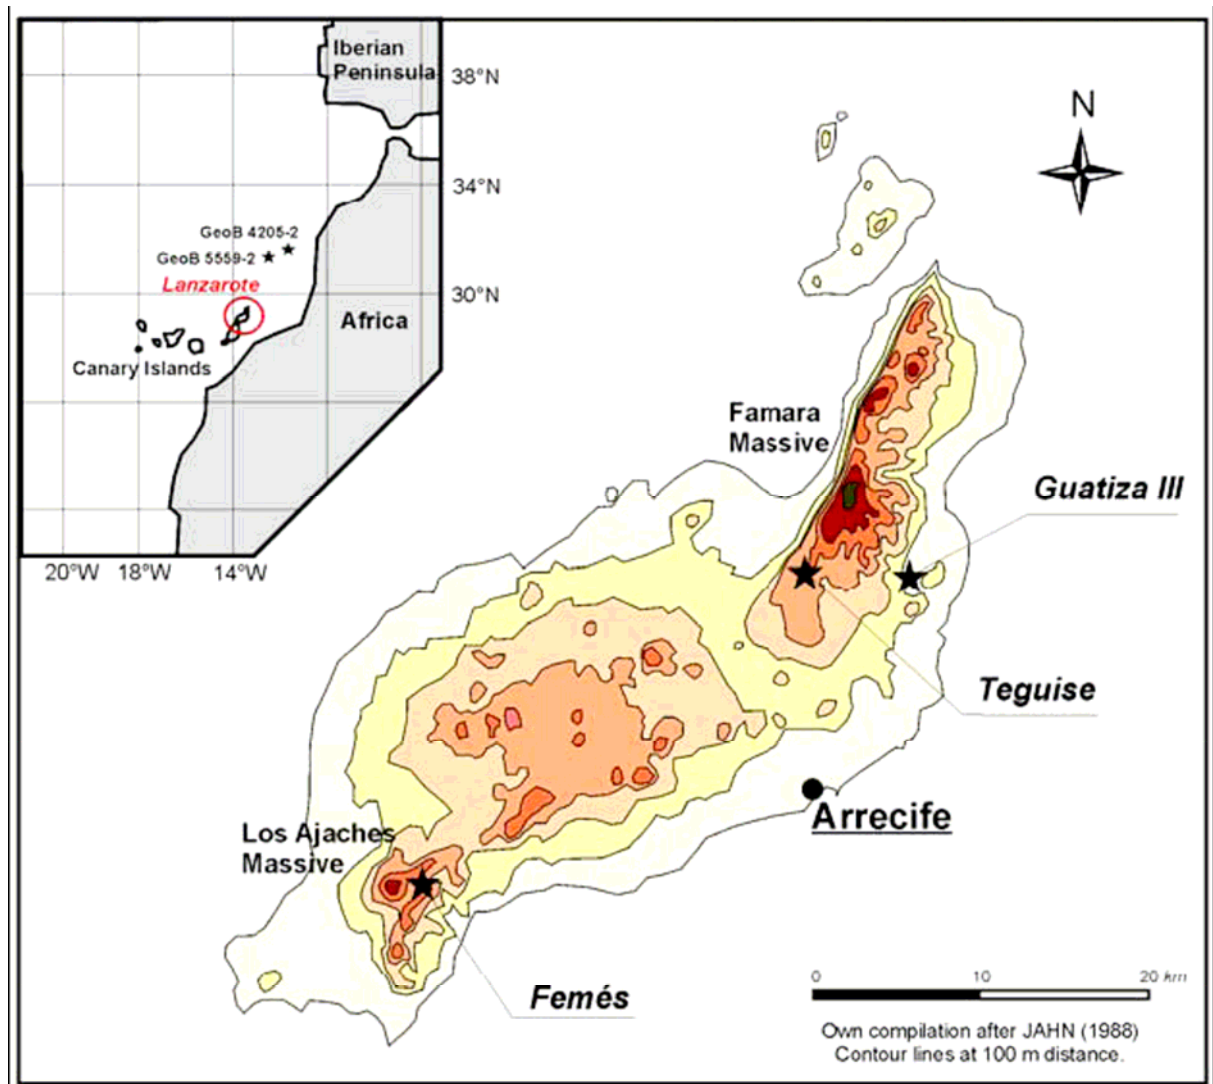 Iberian
Peninsula
38°N
34°N
GeoB 4205-2
GeoB 5559-2
Lanzarote
30°N
Africa
Canary Islands
20°W
18°W
14°W
N
Famara
Massive
Guatiza III
Teguise
Arrecife
Los Ajaches
Massive
Femés
0
10
20 km
Own compilation after JAHN (1988)
Contour lines at 100 m distance.